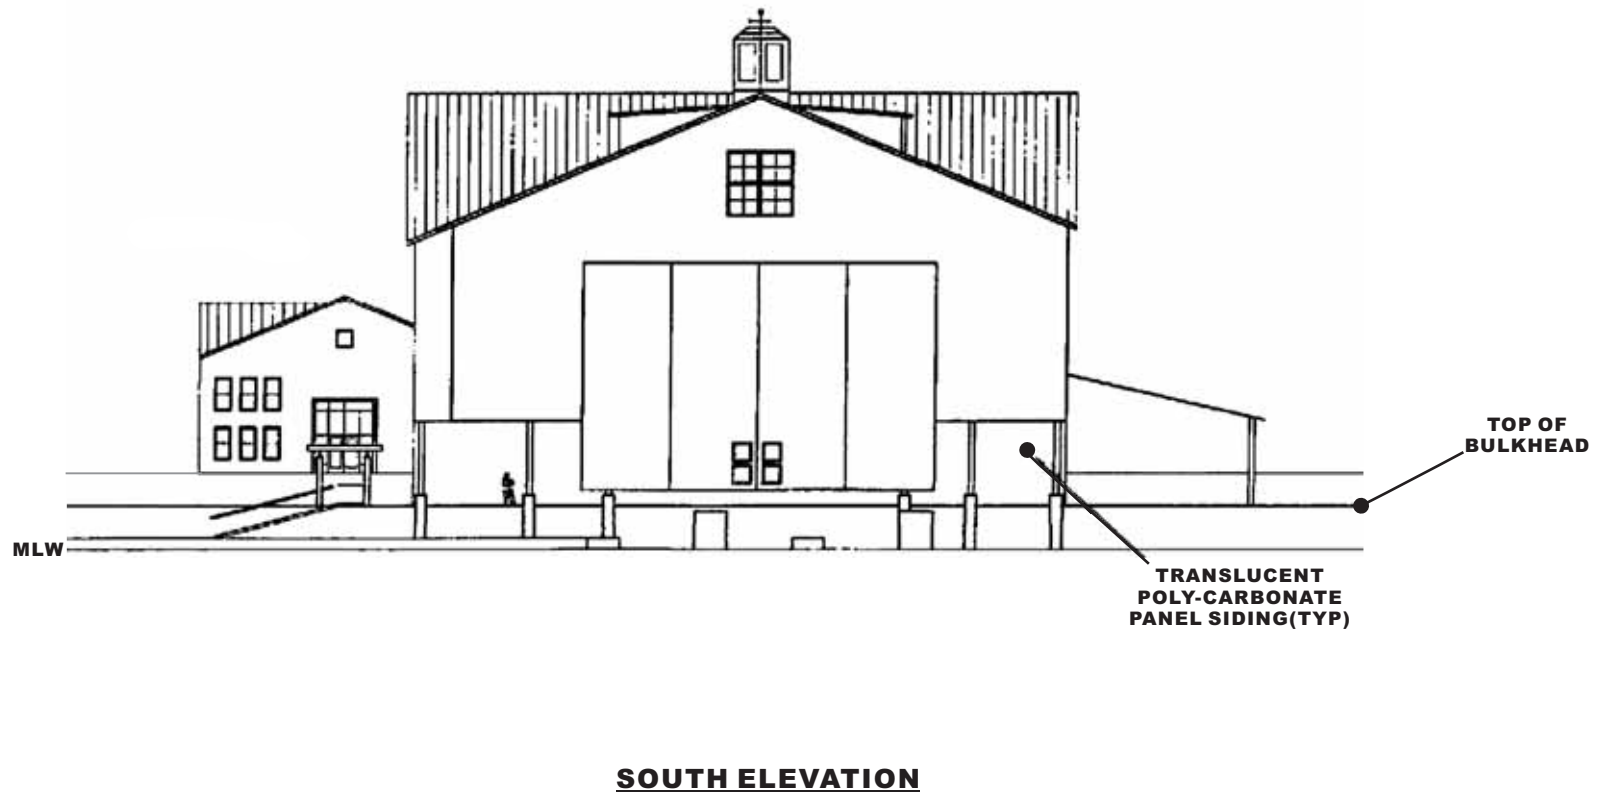 TOP OF
BULKHEAD
MLW
TRANSLUCENT
POLY-CARBONATE
PANEL SIDING(TYP)
SOUTH ELEVATION